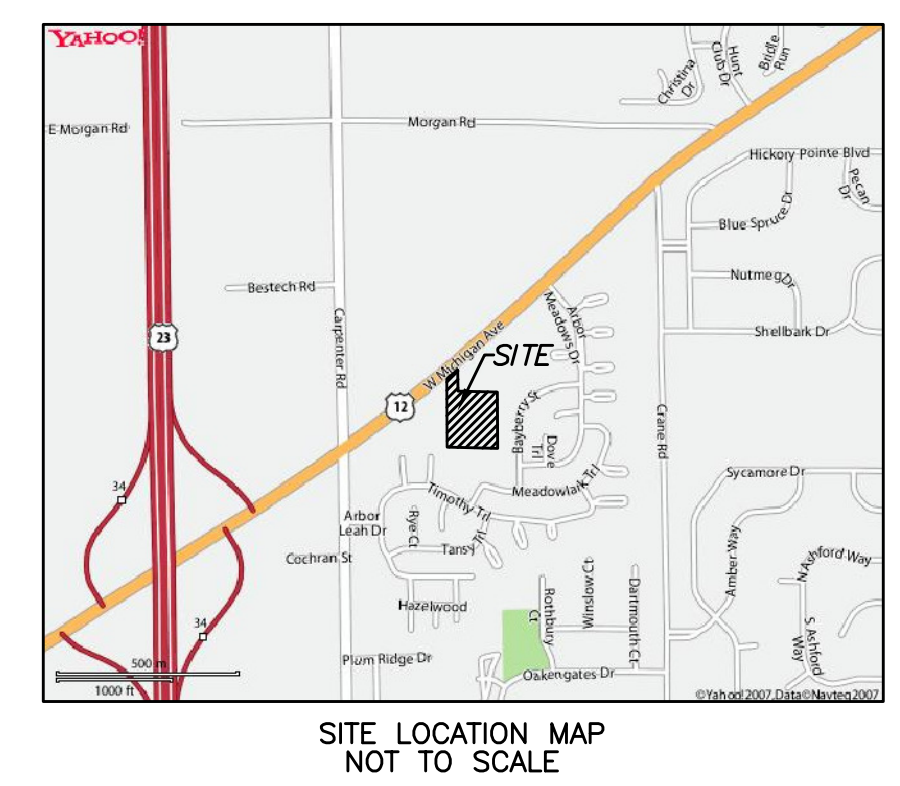 YAHOO!
Christina
Dr
Hunt
Club Dr
Bridle
Run
E Morgan Rd
Morgan Rd
Hickory Pointe Blvd
Pecan
Dr
Blue Spruce Dr
Nutmeg Dr
Bestech Rd
Shellbark Dr
Arbor
Meadows Dr
23
Carpenter Rd
W Michigan Ave
SITE
12
Bayberry St
Dove
Trl
Crane Rd
Sycamore Dr
34
Timothy Trl
Meadowlark Trl
Arbor
Leah Dr
Rye Ct
Tansy Trl
Cochran St
Amber Way
N Ashford Way
Hazelwood
Rothbury
Ct
Winslow Ct
Dartmouth Ct
S Ashford
Way
34
Plum Ridge Dr
Oakengates Dr
500 m
1000 ft
©Yahoo!2007, Data©Navteq2007
SITE LOCATION MAP
NOT TO SCALE